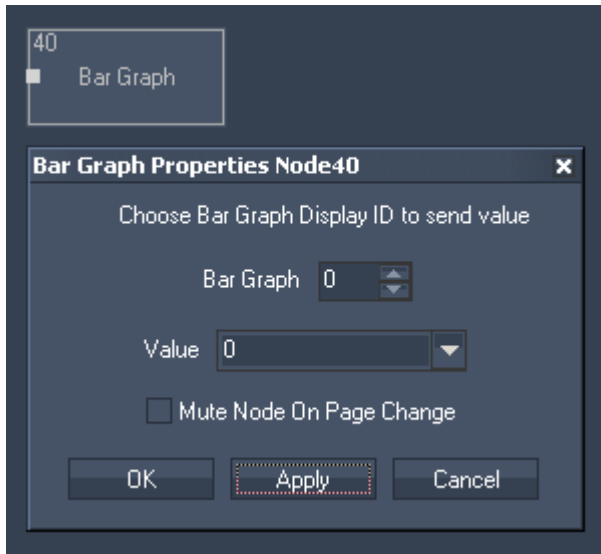 40
Bar Graph
Bar Graph Properties Node40
Choose Bar Graph Display ID to send value
Bar Graph 0
Value 0
Mute Node On Page Change
OK Apply Cancel